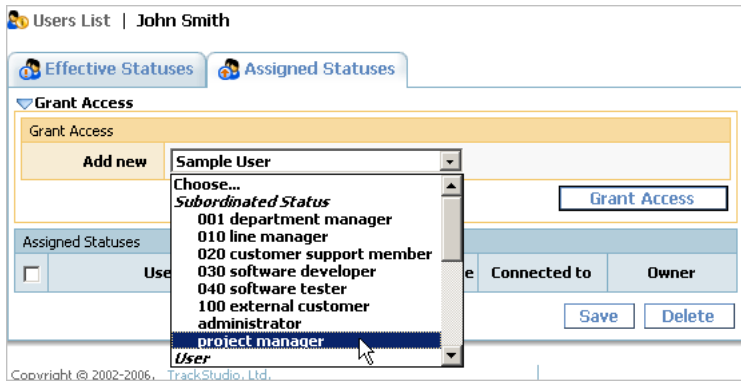 Users List | John Smith
Effective Statuses
Assigned Statuses
Grant Access
Grant Access
Add new
Sample User
Choose...
Subordinated Status
001 department manager
010 line manager
020 customer support member
030 software developer
040 software tester
100 external customer
administrator
project manager
User
Grant Access
Assigned Statuses
Use
e
Connected to
Owner
Save
Delete
Copyright © 2002-2006, TrackStudio, Ltd.